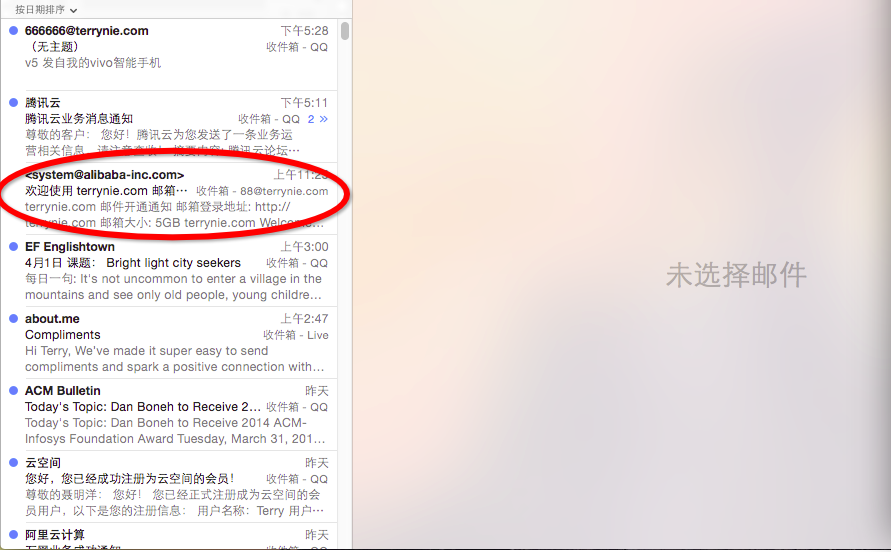 按日期排序
666666@terrynie.com 下午5:28
（无主题） 收件箱 - QQ
v5 发自我的vivo智能手机
腾讯云 下午5:11
腾讯云业务消息通知 收件箱 - QQ 2 »
尊敬的客户： 您好！腾讯云为您发送了一条业务运
营相关信息，请注意查收！ 摘要内容: 腾讯云论坛…
<system@alibaba-inc.com> 上午11:23
欢迎使用 terrynie.com 邮箱… 收件箱 - 88@terrynie.com
terrynie.com 邮件开通通知 邮箱登录地址: http://
邮箱大小: 5GB terrynie.com Welcome…
EF Englishtown 上午3:00
4月1日 课题： Bright light city seekers 收件箱 - QQ
每日一句: It's not uncommon to enter a village in the
mountains and see only old people, young childre…
about.me 上午2:47
Compliments 收件箱 - Live
Hi Terry, We've made it super easy to send
compliments and spark a positive connection with…
ACM Bulletin 昨天
Today's Topic: Dan Boneh to Receive 2… 收件箱 - QQ
Today's Topic: Dan Boneh to Receive 2014 ACM-
Infosys Foundation Award Tuesday, March 31, 201…
云空间 昨天
您好，您已经成功注册为云空间的会员！ 收件箱 - QQ
尊敬的聂明洋： 您好！ 您已经正式注册成为云空间的会
员用户，以下是您的注册信息： 用户名称：Terry 用户…
阿里云计算 昨天
未选择邮件